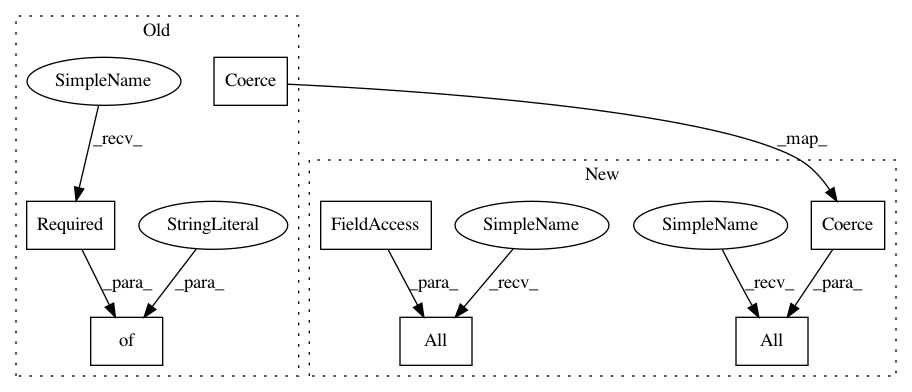 Old
SimpleName
Coerce
_recv_
_map_
New
Required
StringLiteral
FieldAccess
SimpleName
SimpleName
Coerce
_para_
_para_
_para_
_recv_
_recv_
_para_
of
All
All